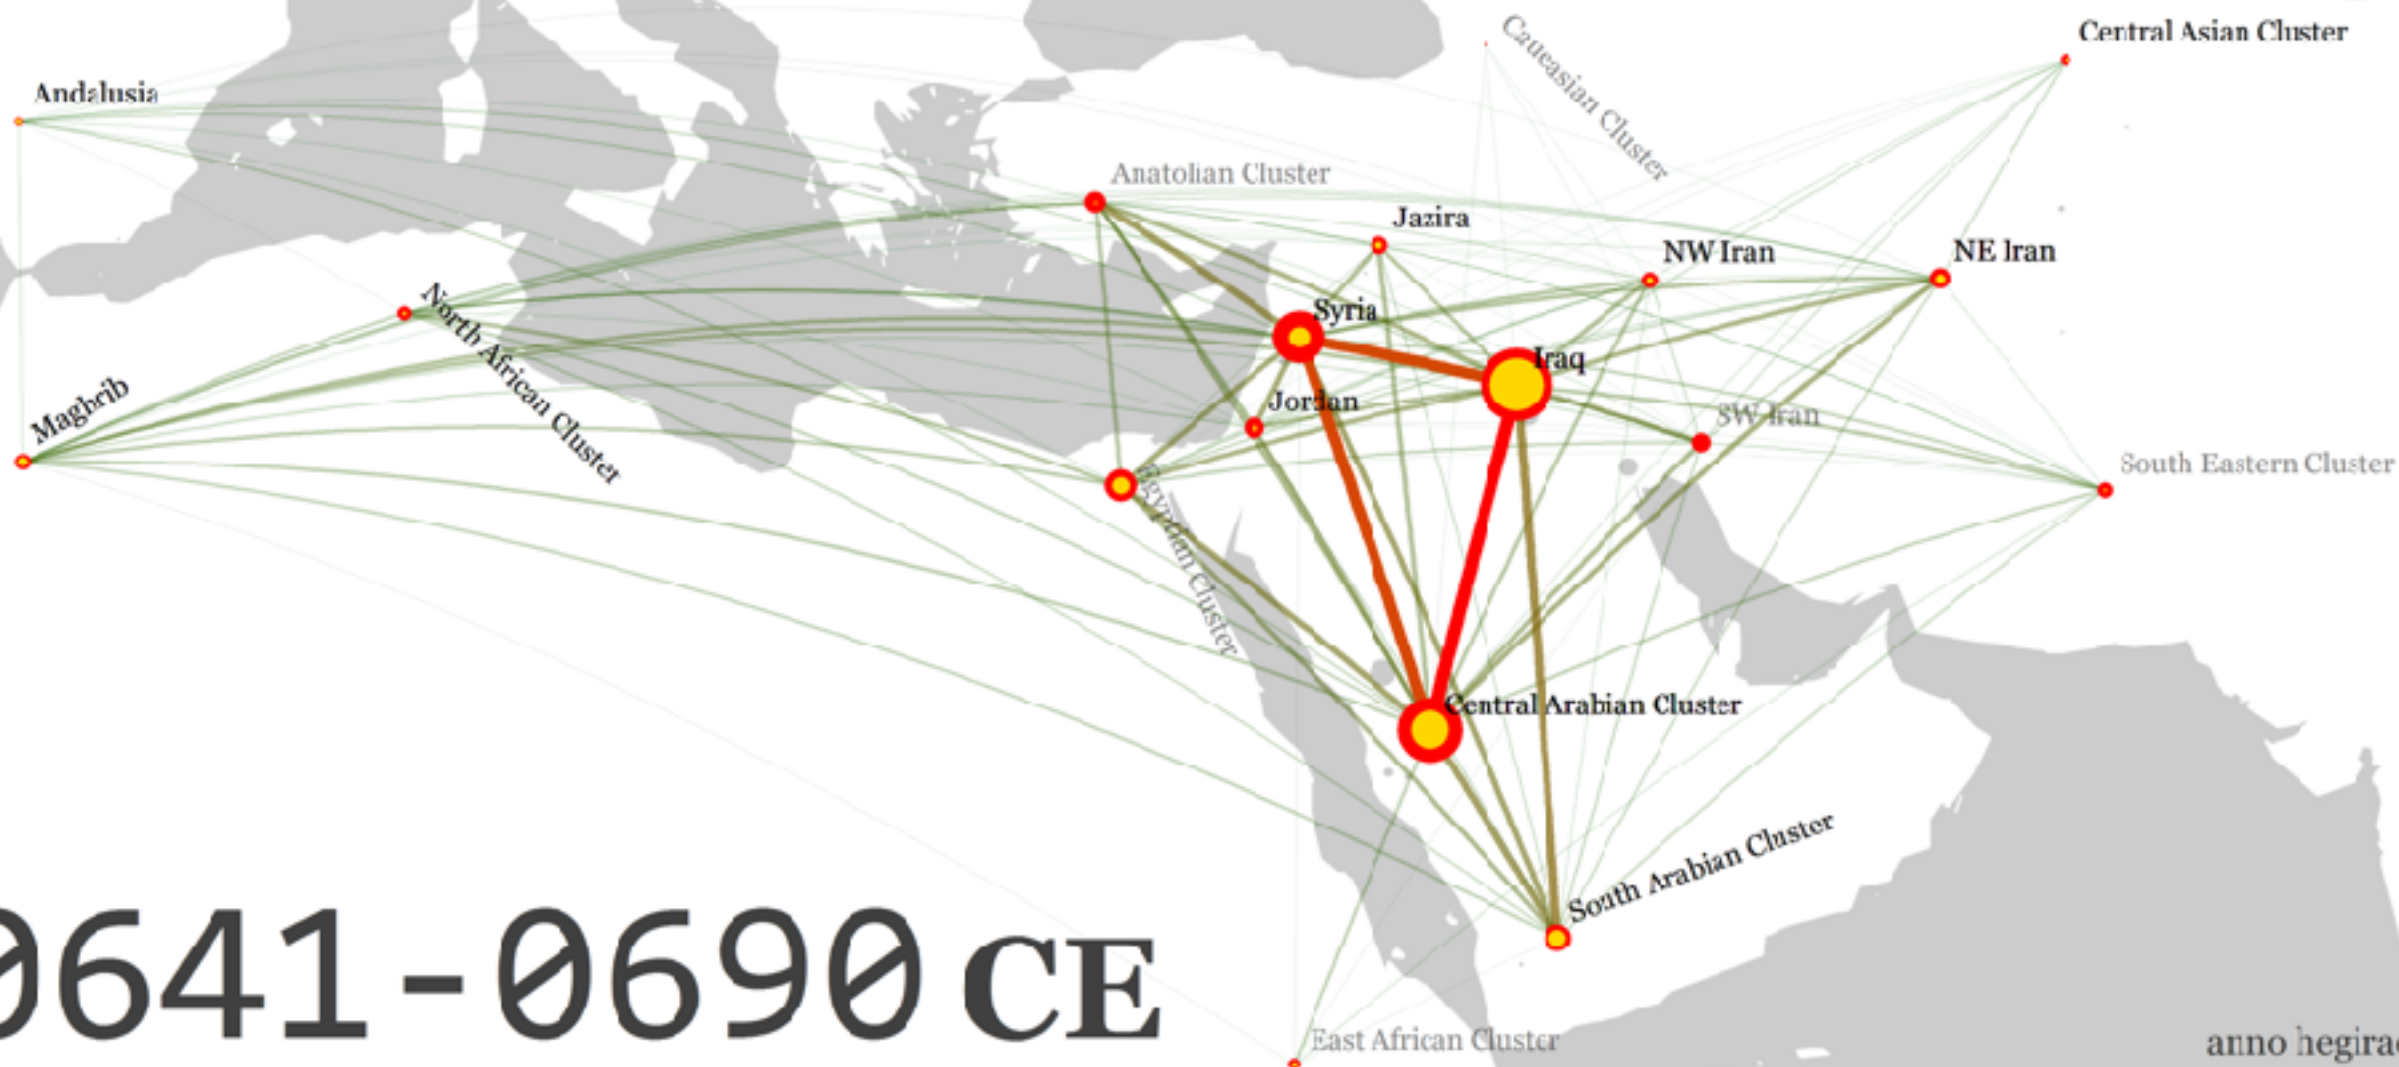 Central Asian Cluster
Caucasian Cluster
Andalusia
Anatolian Cluster
Jazira
NW Iran
NE Iran
North African Cluster
Syria
Iraq
Maghrib
Jordan
SW Iran
South Eastern Cluster
Egyptian Cluster
Central Arabian Cluster
South Arabian Cluster
0641-0690 CE
East African Cluster
anno hegirae